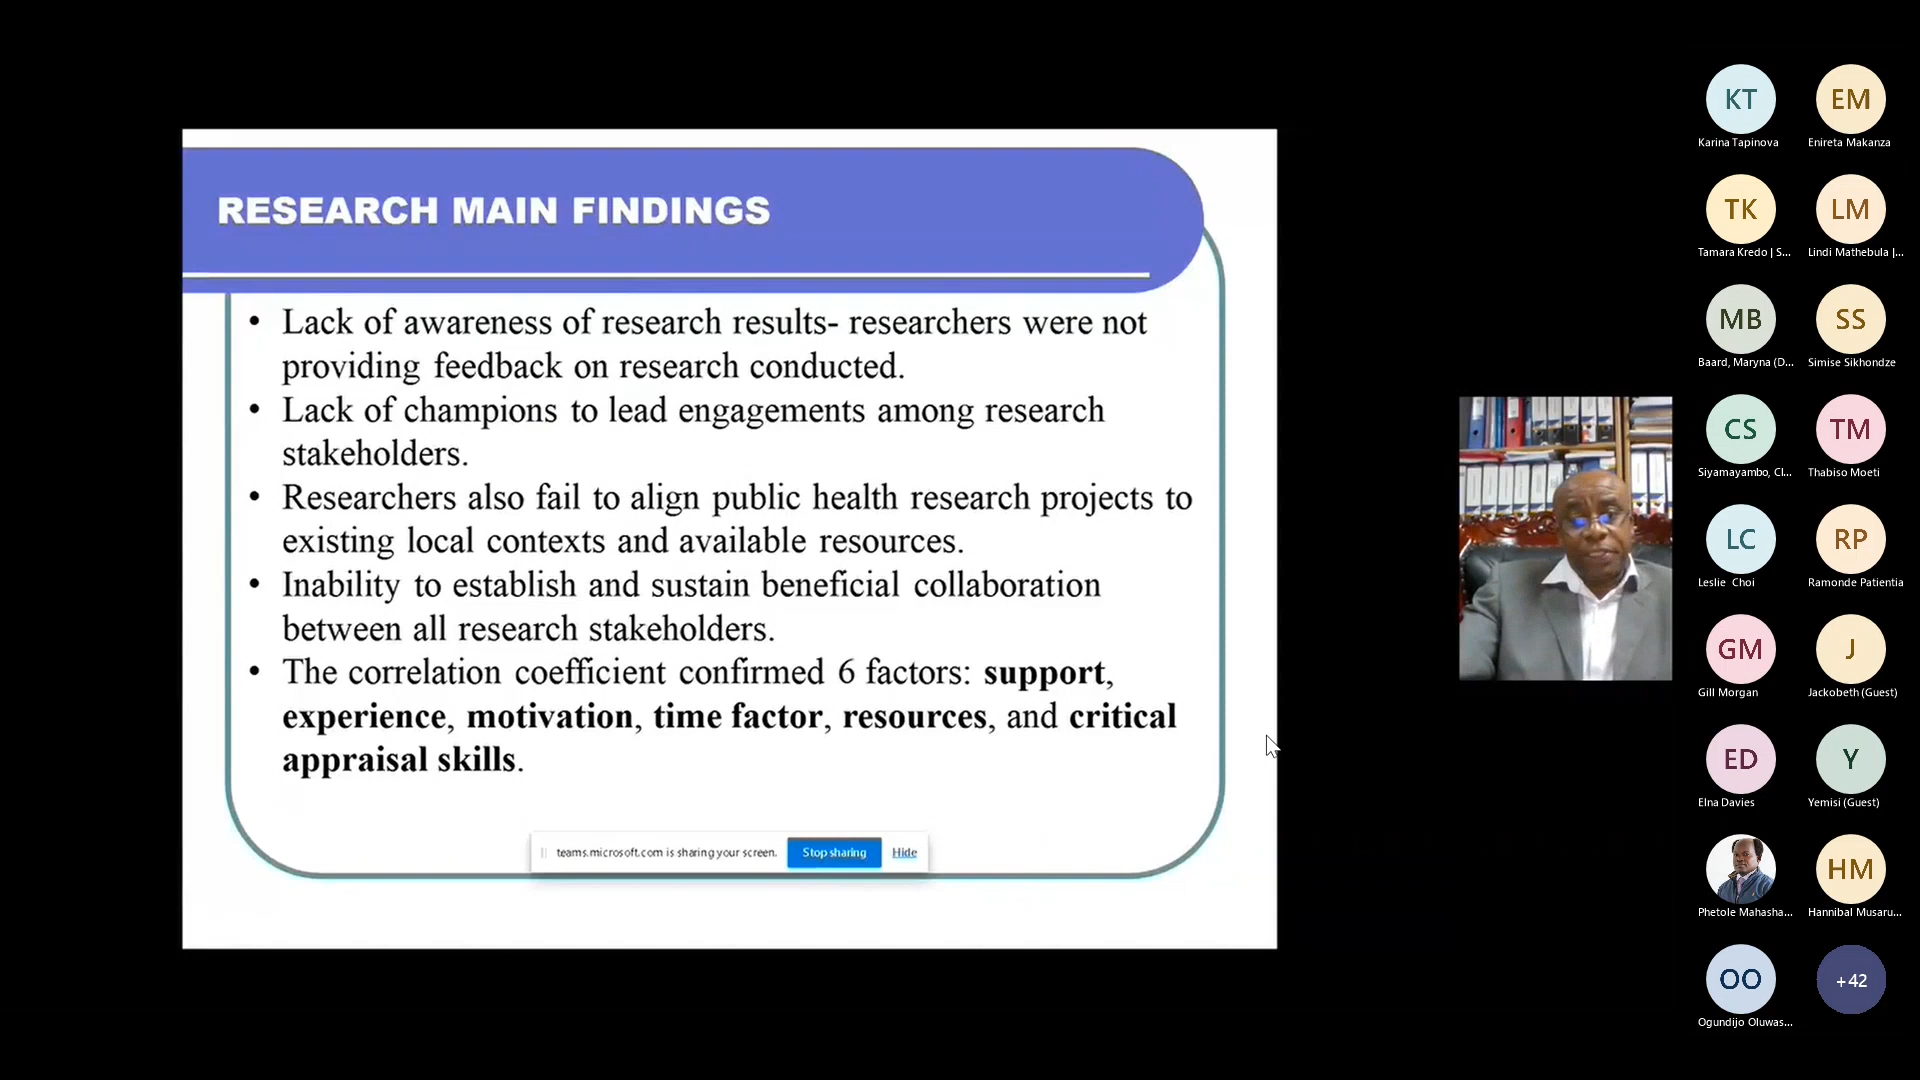 RESEARCH MAIN FINDINGS
• Lack of awareness of research results- researchers were not
providing feedback on research conducted.
• Lack of champions to lead engagements among research
stakeholders.
• Researchers also fail to align public health research projects to
existing local contexts and available resources.
• Inability to establish and sustain beneficial collaboration
between all research stakeholders.
• The correlation coefficient confirmed 6 factors: support,
experience, motivation, time factor, resources, and critical
appraisal skills.
teams.microsoft.com is sharing your screen. Stop sharing Hide
KT EM
Karina Tapinova Enireta Makanza
TK LM
Tamara Kredo | S... Lindi Mathebula |...
MB SS
Baard, Maryna (D... Simise Sikhondze
CS TM
Siyamayambo, Cl... Thabiso Moeti
LC RP
Leslie Choi Ramonde Patientia
GM J
Gill Morgan Jackobeth (Guest)
ED Y
Elna Davies Yemisi (Guest)
HM
Phetole Mahasha... Hannibal Musaru...
OO +42
Ogundijo Oluwas...